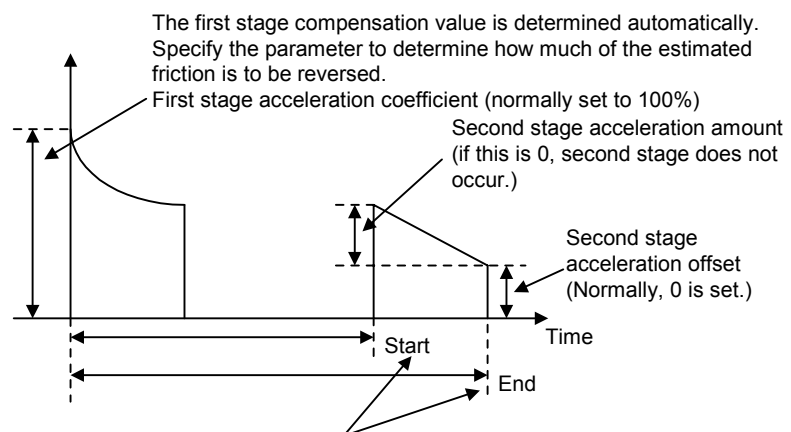 The first stage compensation value is determined automatically.
Specify the parameter to determine how much of the estimated
friction is to be reversed.
First stage acceleration coefficient (normally set to 100%)
Second stage acceleration amount
(if this is 0, second stage does not
occur.)
Second stage
acceleration offset
(Normally, 0 is set.)
Time
Start
End